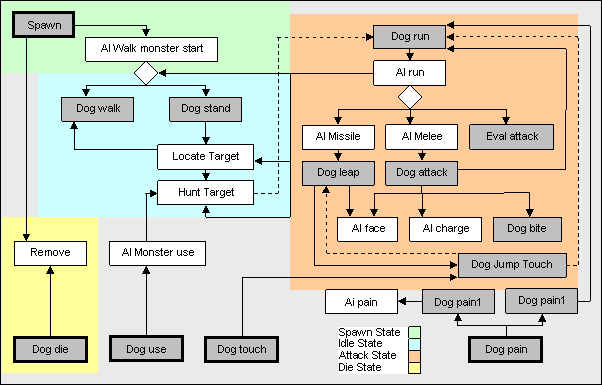 Spawn
AI Walk monster start
Dog run
AI run
Dog walk
Dog stand
AI Missile
AI Melee
Eval attack
Locate Target
Dog leap
Dog attack
Hunt Target
AI face
AI charge
Dog bite
Remove
AI Monster use
Dog Jump Touch
Ai pain
Dog pain1
Dog pain1
Dog die
Dog use
Dog touch
Dog pain
Spawn State
Idle State
Attack State
Die State